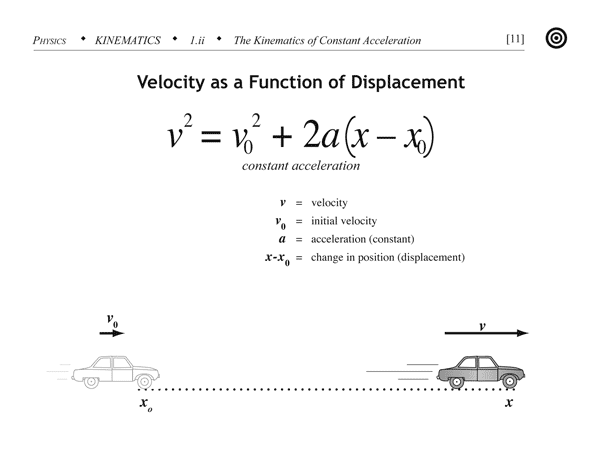 PHYSICS ◆ KINEMATICS ◆ 1.ii ◆ The Kinematics of Constant Acceleration [11]
Velocity as a Function of Displacement
v² = v₀² + 2a(x – x₀)
constant acceleration
v = velocity
v₀ = initial velocity
a = acceleration (constant)
x-x₀ = change in position (displacement)
v₀ v
xₒ x